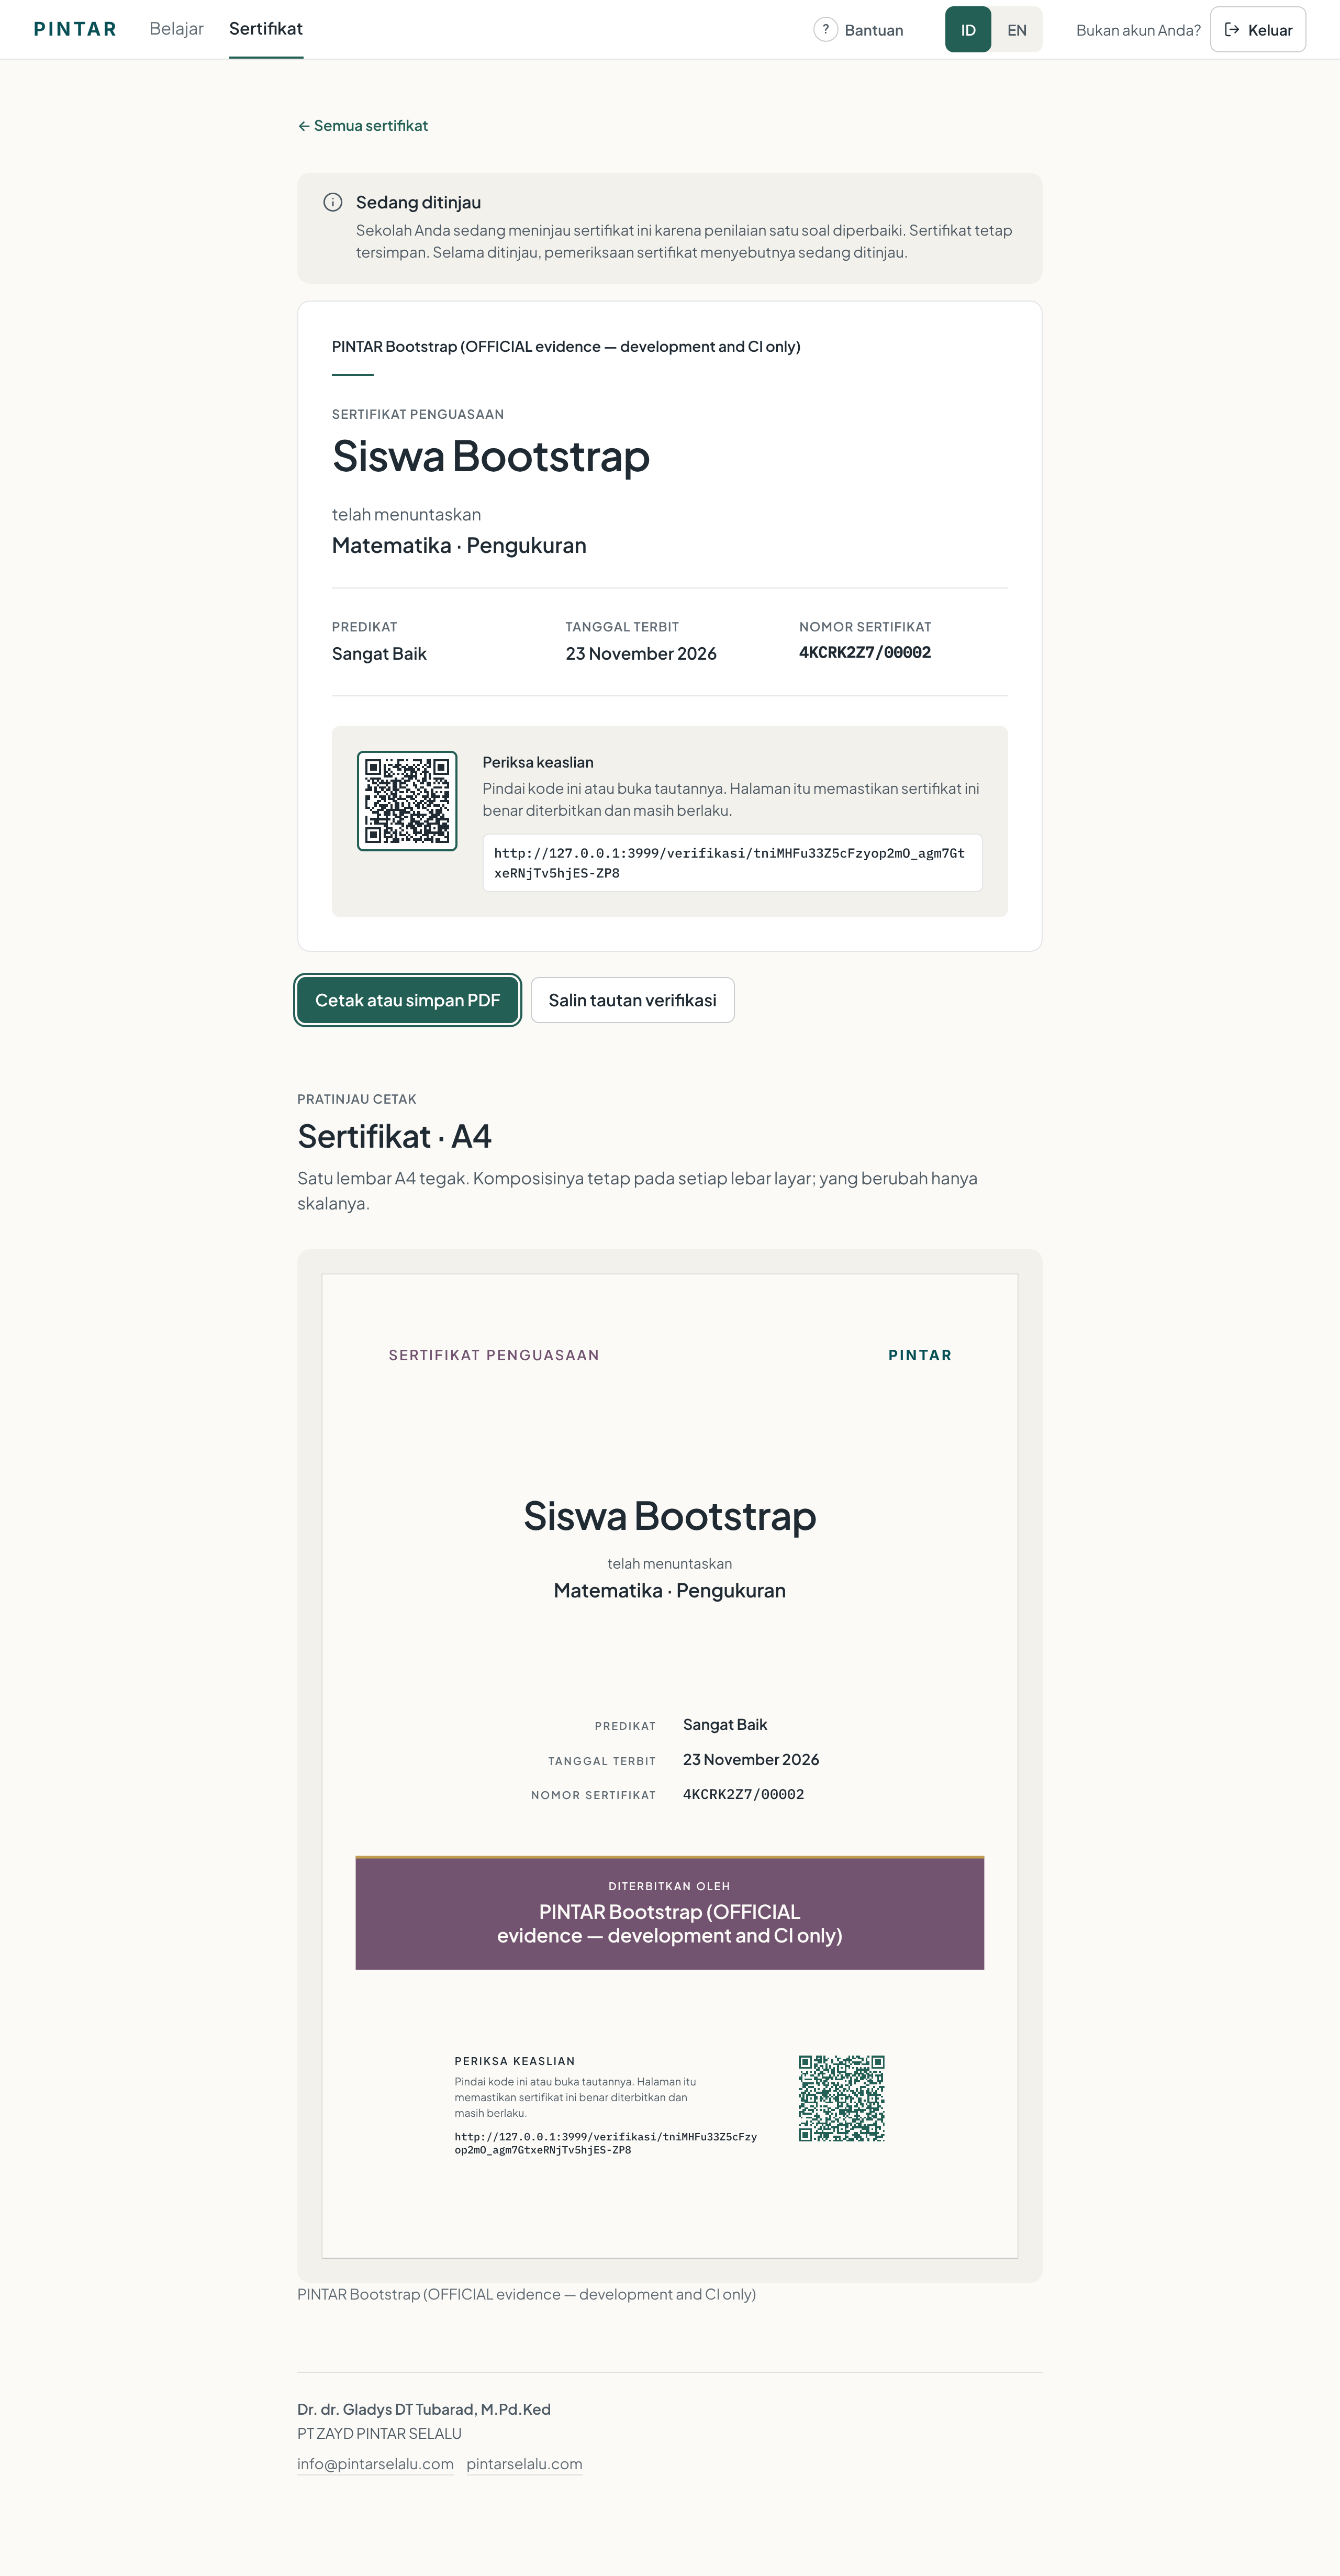 PINTAR
Belajar
Sertifikat
? Bantuan
ID
EN
Bukan akun Anda?
Keluar
← Semua sertifikat
Sedang ditinjau
Sekolah Anda sedang meninjau sertifikat ini karena penilaian satu soal diperbaiki. Sertifikat tetap
tersimpan. Selama ditinjau, pemeriksaan sertifikat menyebutnya sedang ditinjau.
PINTAR Bootstrap (OFFICIAL evidence — development and CI only)
SERTIFIKAT PENGUASAAN
Siswa Bootstrap
telah menuntaskan
Matematika · Pengukuran
PREDIKAT
Sangat Baik
TANGGAL TERBIT
23 November 2026
NOMOR SERTIFIKAT
4KCRK2Z7/00002
Periksa keaslian
Pindai kode ini atau buka tautannya. Halaman itu memastikan sertifikat ini
benar diterbitkan dan masih berlaku.
http://127.0.0.1:3999/verifikasi/tniMHFu33Z5cFzyop2mO_agm7Gt
xeRNjTv5hjES-ZP8
Cetak atau simpan PDF
Salin tautan verifikasi
PRATINJAU CETAK
Sertifikat · A4
Satu lembar A4 tegak. Komposisinya tetap pada setiap lebar layar; yang berubah hanya
skalanya.
SERTIFIKAT PENGUASAAN
PINTAR
Siswa Bootstrap
telah menuntaskan
Matematika · Pengukuran
PREDIKAT Sangat Baik
TANGGAL TERBIT 23 November 2026
NOMOR SERTIFIKAT 4KCRK2Z7/00002
DITERBITKAN OLEH
PINTAR Bootstrap (OFFICIAL
evidence — development and CI only)
PERIKSA KEASLIAN
Pindai kode ini atau buka tautannya. Halaman itu
memastikan sertifikat ini benar diterbitkan dan
masih berlaku.
http://127.0.0.1:3999/verifikasi/tniMHFu33Z5cFzy
op2mO_agm7GtxeRNjTv5hjES-ZP8
PINTAR Bootstrap (OFFICIAL evidence — development and CI only)
Dr. dr. Gladys DT Tubarad, M.Pd.Ked
PT ZAYD PINTAR SELALU
info@pintarselalu.com pintarselalu.com